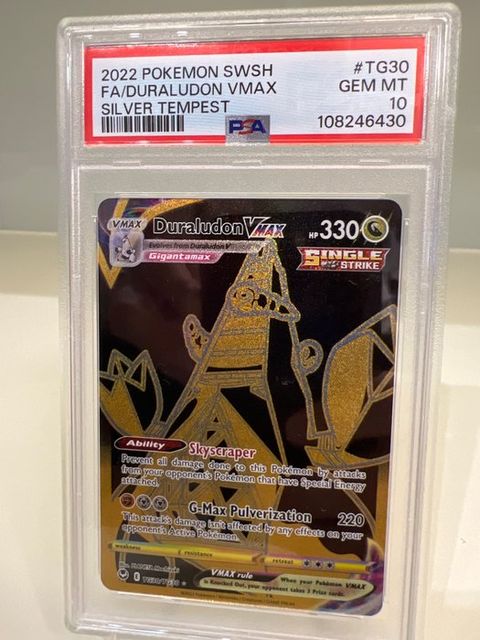 2022 POKEMON SWSH #TG30
FA/DURALUDON VMAX GEM MT
SILVER TEMPEST 10
PSA 108246430
VMAX Duraludon VMAX HP 330
Evolves from Duraludon V
Gigantamax
SINGLE
STRIKE
Ability Skyscraper
Prevent all damage done to this Pokémon by attacks
from your opponent's Pokémon that have Special Energy
attached.
G-Max Pulverization 220
This attack's damage isn't affected by any effects on your
opponent's Active Pokémon.
weakness resistance retreat
TG30/TG30
VMAX rule When your Pokémon VMAX
is Knocked Out, your opponent takes 3 Prize cards.